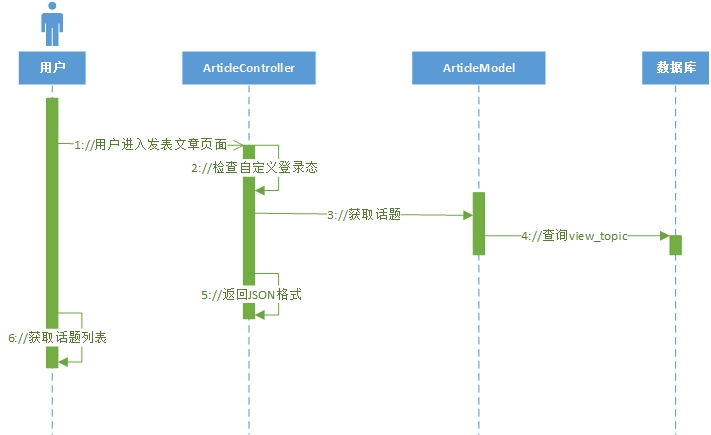 用户
ArticleController
ArticleModel
数据库
1://用户进入发表文章页面
2://检查自定义登录态
3://获取话题
4://查询view_topic
5://返回JSON格式
6://获取话题列表